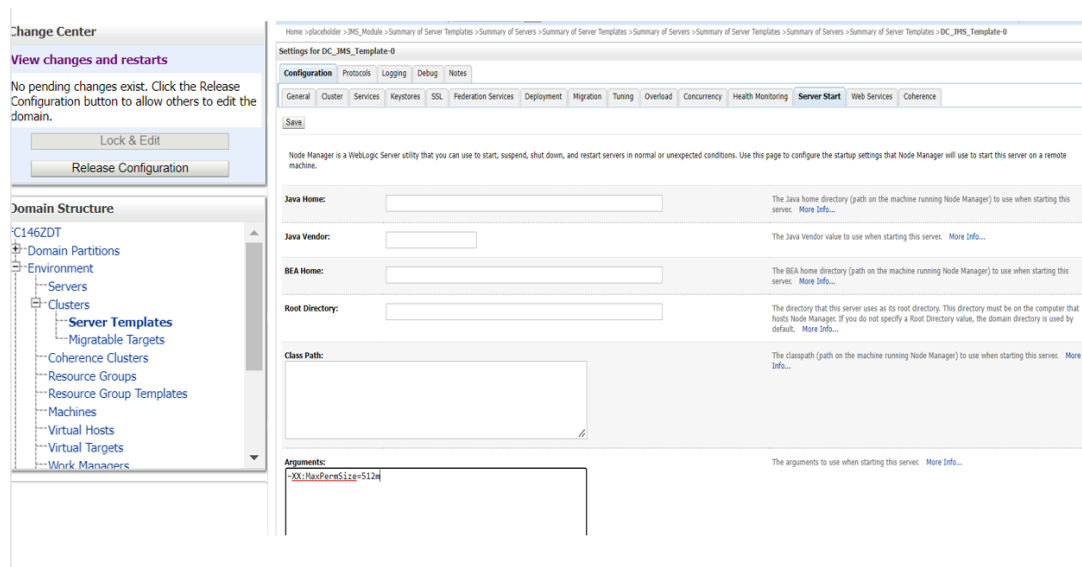 Change Center
View changes and restarts
No pending changes exist. Click the Release
Configuration button to allow others to edit the
domain.
Lock & Edit
Release Configuration
Domain Structure
FC146ZDT
Domain Partitions
Environment
Servers
Clusters
Server Templates
Migratable Targets
Coherence Clusters
Resource Groups
Resource Group Templates
Machines
Virtual Hosts
Virtual Targets
Work Managers
Home >placeholder >JMS_Module >Summary of Server Templates >Summary of Servers >Summary of Server Templates >Summary of Servers >Summary of Server Templates >Summary of Servers >Summary of Server Templates >DC_JMS_Template-0
Settings for DC_JMS_Template-0
Configuration Protocols Logging Debug Notes
General Cluster Services Keystores SSL Federation Services Deployment Migration Tuning Overload Concurrency Health Monitoring Server Start Web Services Coherence
Save
Node Manager is a WebLogic Server utility that you can use to start, suspend, shut down, and restart servers in normal or unexpected conditions. Use this page to configure the startup settings that Node Manager will use to start this server on a remote
machine.
Java Home:
The Java home directory (path on the machine running Node Manager) to use when starting this
server. More Info...
Java Vendor:
The Java Vendor value to use when starting this server. More Info...
BEA Home:
The BEA home directory (path on the machine running Node Manager) to use when starting this
server. More Info...
Root Directory:
The directory that this server uses as its root directory. This directory must be on the computer that
hosts Node Manager. If you do not specify a Root Directory value, the domain directory is used by
default. More Info...
Class Path:
The classpath (path on the machine running Node Manager) to use when starting this server. More
Info...
Arguments:
The arguments to use when starting this server. More Info...
-XX:MaxPermSize=512m